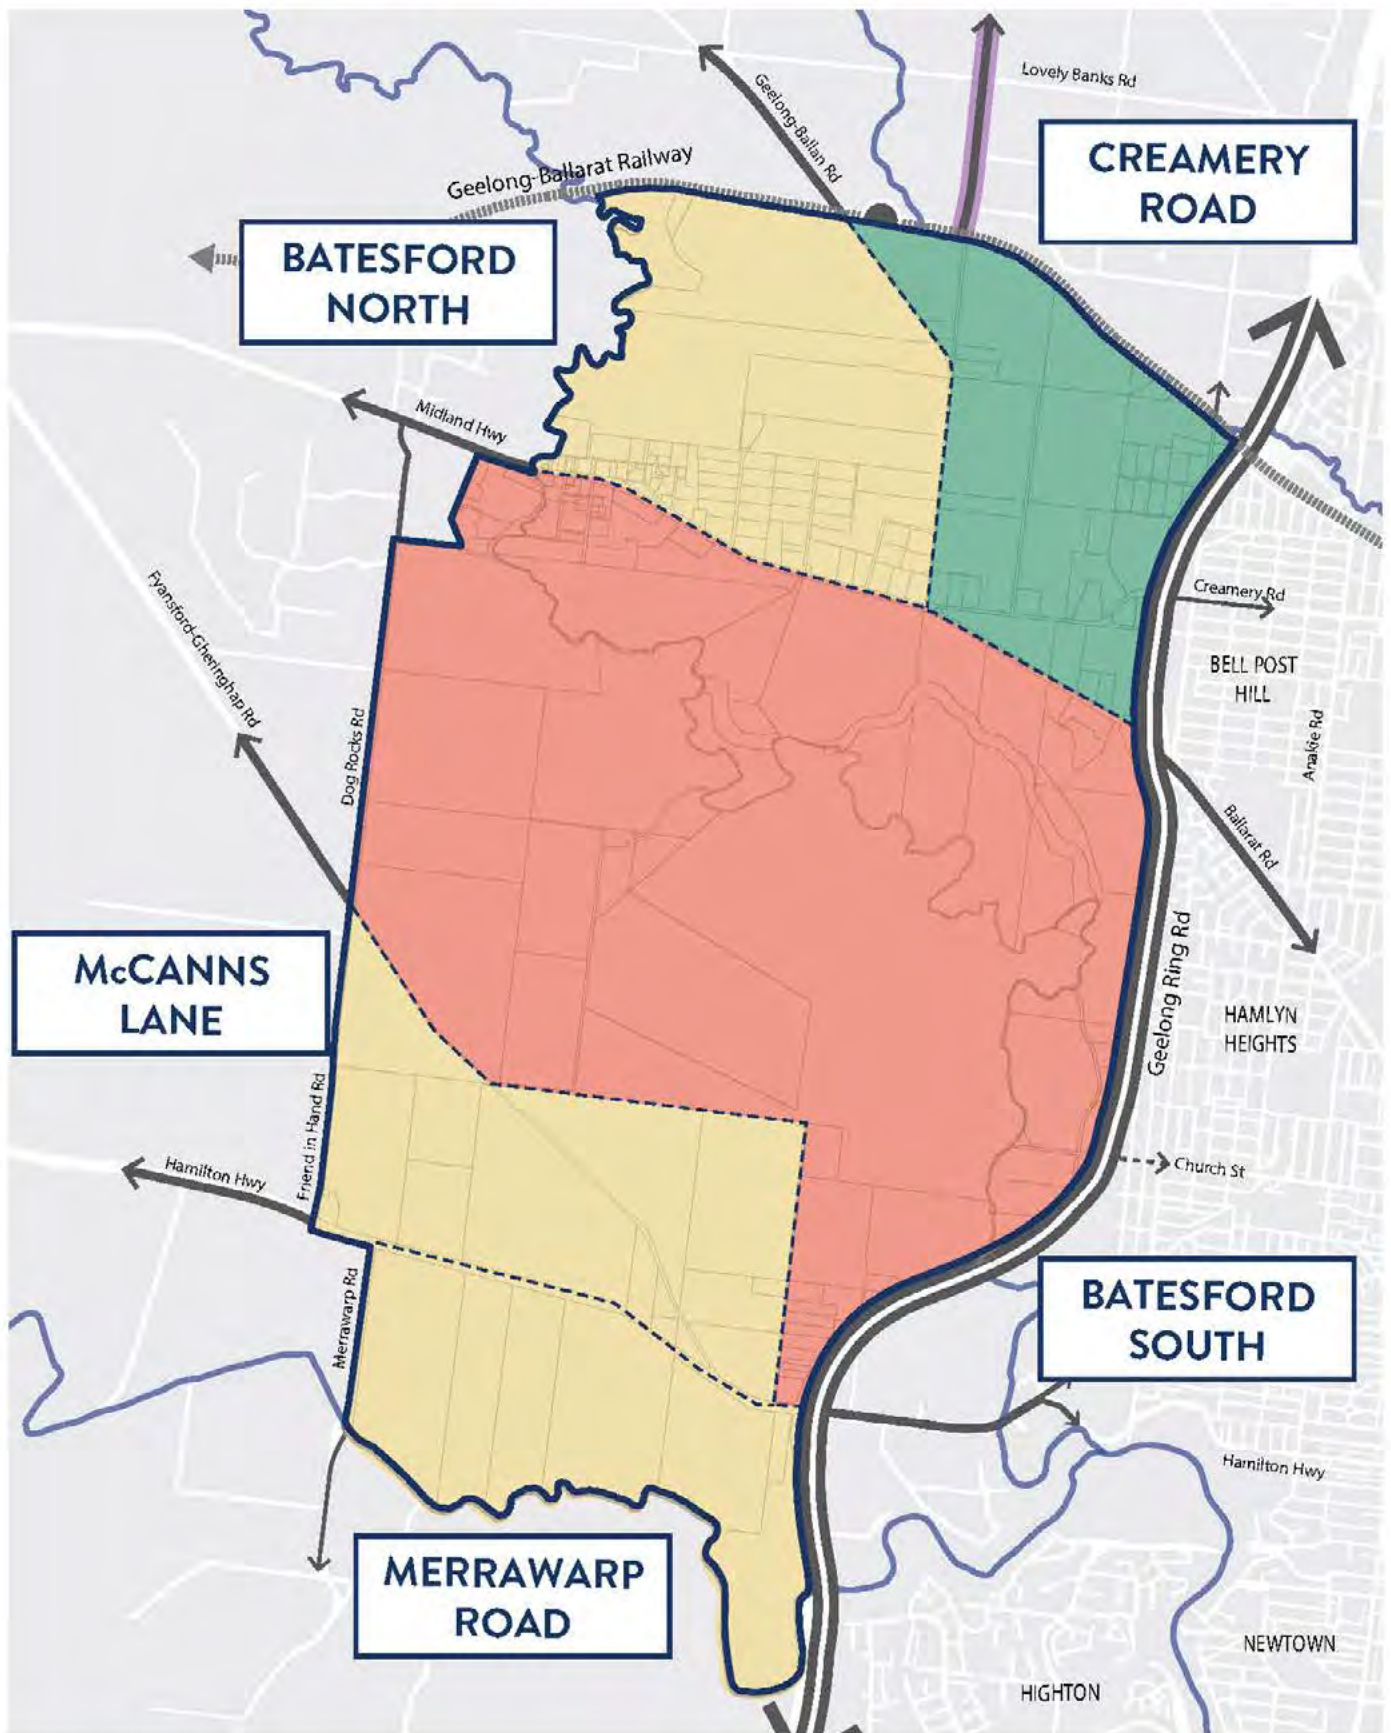 Lovely Banks Rd
Geelong-Ballan Rd
CREAMERY
ROAD
Geelong-Ballarat Railway
BATESFORD
NORTH
Midland Hwy
Fyansford-Gheringhap Rd
Creamery Rd
BELL POST
HILL
Anakie Rd
Dog Rocks Rd
Ballarat Rd
McCANNS
LANE
Geelong Ring Rd
HAMLYN
HEIGHTS
Friend in Hand Rd
Hamilton Hwy
Church St
Merrawarp Rd
BATESFORD
SOUTH
Hamilton Hwy
MERRAWARP
ROAD
NEWTOWN
HIGHTON